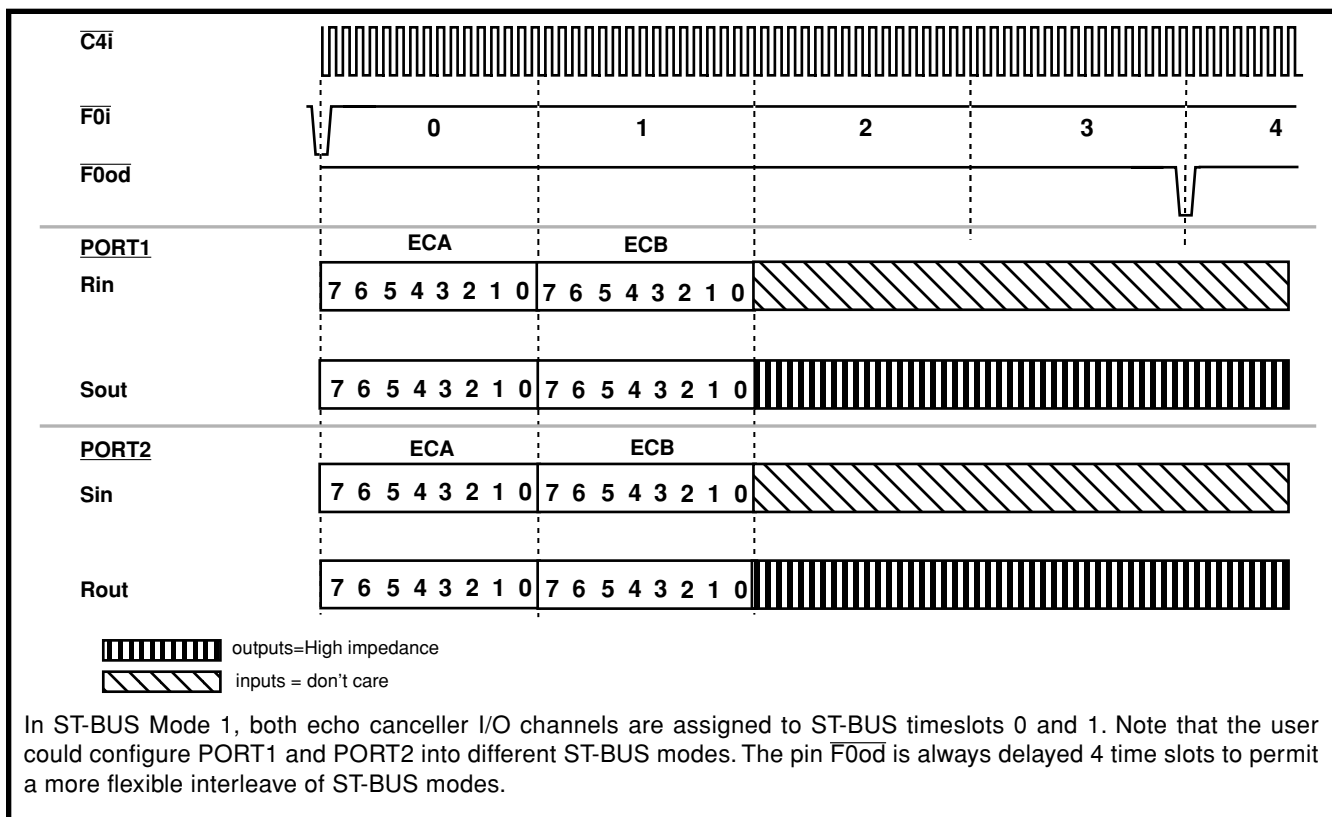 C4i
F0i
0 1 2 3 4
F0od
PORT1
ECA ECB
Rin
7 6 5 4 3 2 1 0 7 6 5 4 3 2 1 0
Sout
7 6 5 4 3 2 1 0 7 6 5 4 3 2 1 0
PORT2
ECA ECB
Sin
7 6 5 4 3 2 1 0 7 6 5 4 3 2 1 0
Rout
7 6 5 4 3 2 1 0 7 6 5 4 3 2 1 0
outputs=High impedance
inputs = don't care
In ST-BUS Mode 1, both echo canceller I/O channels are assigned to ST-BUS timeslots 0 and 1. Note that the user
could configure PORT1 and PORT2 into different ST-BUS modes. The pin F0od is always delayed 4 time slots to permit
a more flexible interleave of ST-BUS modes.